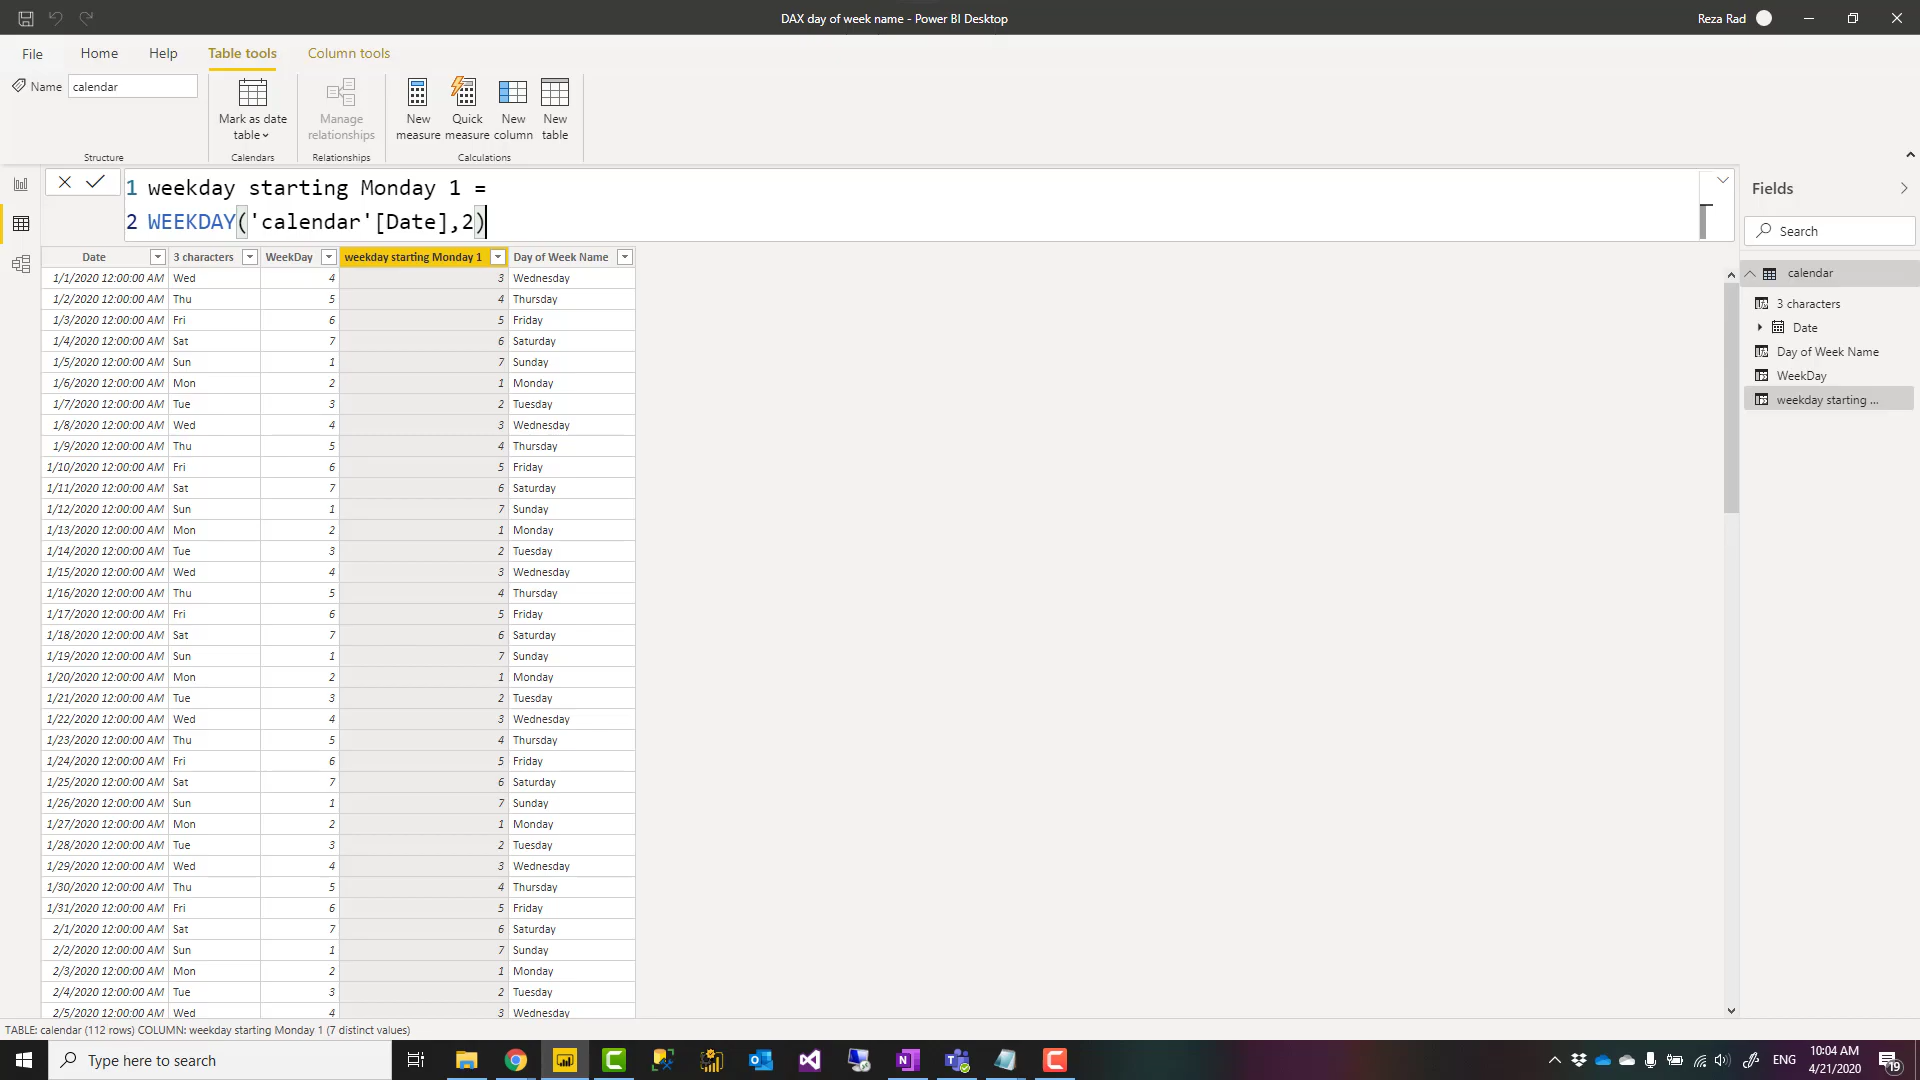 DAX day of week name - Power BI Desktop
Reza Rad
File
Home
Help
Table tools
Column tools
Name
calendar
Mark as date table
Manage relationships
New measure
Quick measure
New column
New table
Structure
Calendars
Relationships
Calculations
1 weekday starting Monday 1 =
2 WEEKDAY('calendar'[Date],2)
Fields
Search
calendar
3 characters
Date
Day of Week Name
WeekDay
weekday starting ...
Date 3 characters WeekDay weekday starting Monday 1 Day of Week Name
1/1/2020 12:00:00 AM Wed 4 3 Wednesday
1/2/2020 12:00:00 AM Thu 5 4 Thursday
1/3/2020 12:00:00 AM Fri 6 5 Friday
1/4/2020 12:00:00 AM Sat 7 6 Saturday
1/5/2020 12:00:00 AM Sun 1 7 Sunday
1/6/2020 12:00:00 AM Mon 2 1 Monday
1/7/2020 12:00:00 AM Tue 3 2 Tuesday
1/8/2020 12:00:00 AM Wed 4 3 Wednesday
1/9/2020 12:00:00 AM Thu 5 4 Thursday
1/10/2020 12:00:00 AM Fri 6 5 Friday
1/11/2020 12:00:00 AM Sat 7 6 Saturday
1/12/2020 12:00:00 AM Sun 1 7 Sunday
1/13/2020 12:00:00 AM Mon 2 1 Monday
1/14/2020 12:00:00 AM Tue 3 2 Tuesday
1/15/2020 12:00:00 AM Wed 4 3 Wednesday
1/16/2020 12:00:00 AM Thu 5 4 Thursday
1/17/2020 12:00:00 AM Fri 6 5 Friday
1/18/2020 12:00:00 AM Sat 7 6 Saturday
1/19/2020 12:00:00 AM Sun 1 7 Sunday
1/20/2020 12:00:00 AM Mon 2 1 Monday
1/21/2020 12:00:00 AM Tue 3 2 Tuesday
1/22/2020 12:00:00 AM Wed 4 3 Wednesday
1/23/2020 12:00:00 AM Thu 5 4 Thursday
1/24/2020 12:00:00 AM Fri 6 5 Friday
1/25/2020 12:00:00 AM Sat 7 6 Saturday
1/26/2020 12:00:00 AM Sun 1 7 Sunday
1/27/2020 12:00:00 AM Mon 2 1 Monday
1/28/2020 12:00:00 AM Tue 3 2 Tuesday
1/29/2020 12:00:00 AM Wed 4 3 Wednesday
1/30/2020 12:00:00 AM Thu 5 4 Thursday
1/31/2020 12:00:00 AM Fri 6 5 Friday
2/1/2020 12:00:00 AM Sat 7 6 Saturday
2/2/2020 12:00:00 AM Sun 1 7 Sunday
2/3/2020 12:00:00 AM Mon 2 1 Monday
2/4/2020 12:00:00 AM Tue 3 2 Tuesday
2/5/2020 12:00:00 AM Wed 4 3 Wednesday
TABLE: calendar (112 rows) COLUMN: weekday starting Monday 1 (7 distinct values)
Type here to search
ENG
10:04 AM
4/21/2020
19